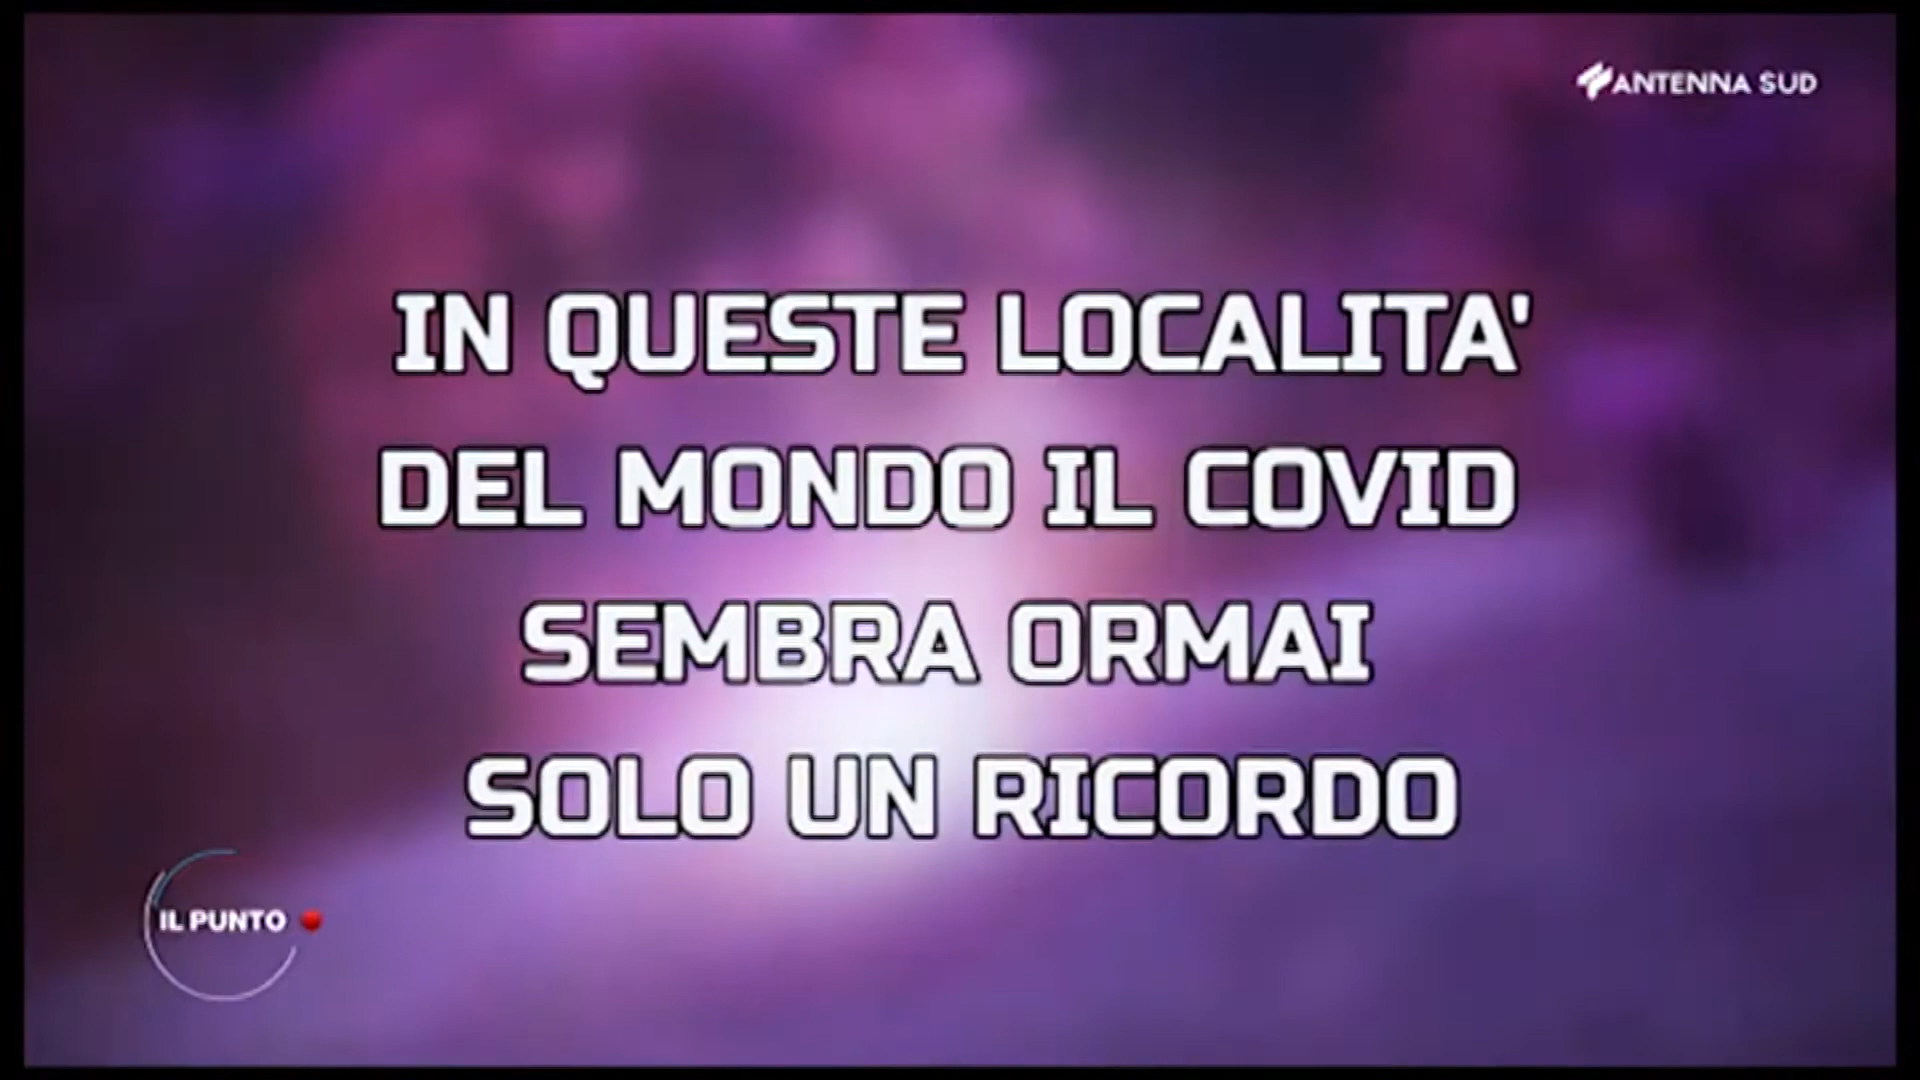 ANTENNA SUD
IN QUESTE LOCALITA'
DEL MONDO IL COVID
SEMBRA ORMAI
SOLO UN RICORDO
IL PUNTO